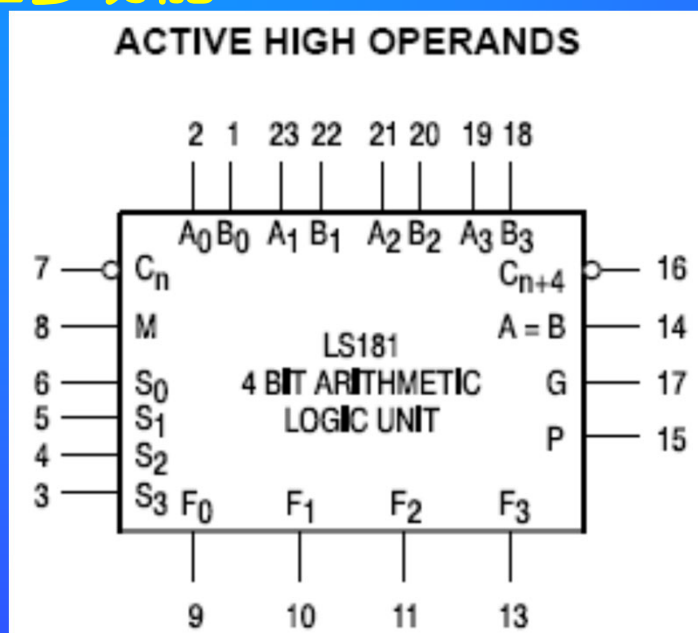 ACTIVE HIGH OPERANDS
2 1 23 22 21 20 19 18
A0 B0 A1 B1 A2 B2 A3 B3
7 Cn Cn+4 16
8 M A = B 14
LS181
6 S0 4 BIT ARITHMETIC G 17
5 S1 LOGIC UNIT
P 15
4 S2
3 S3 F0 F1 F2 F3
9 10 11 13